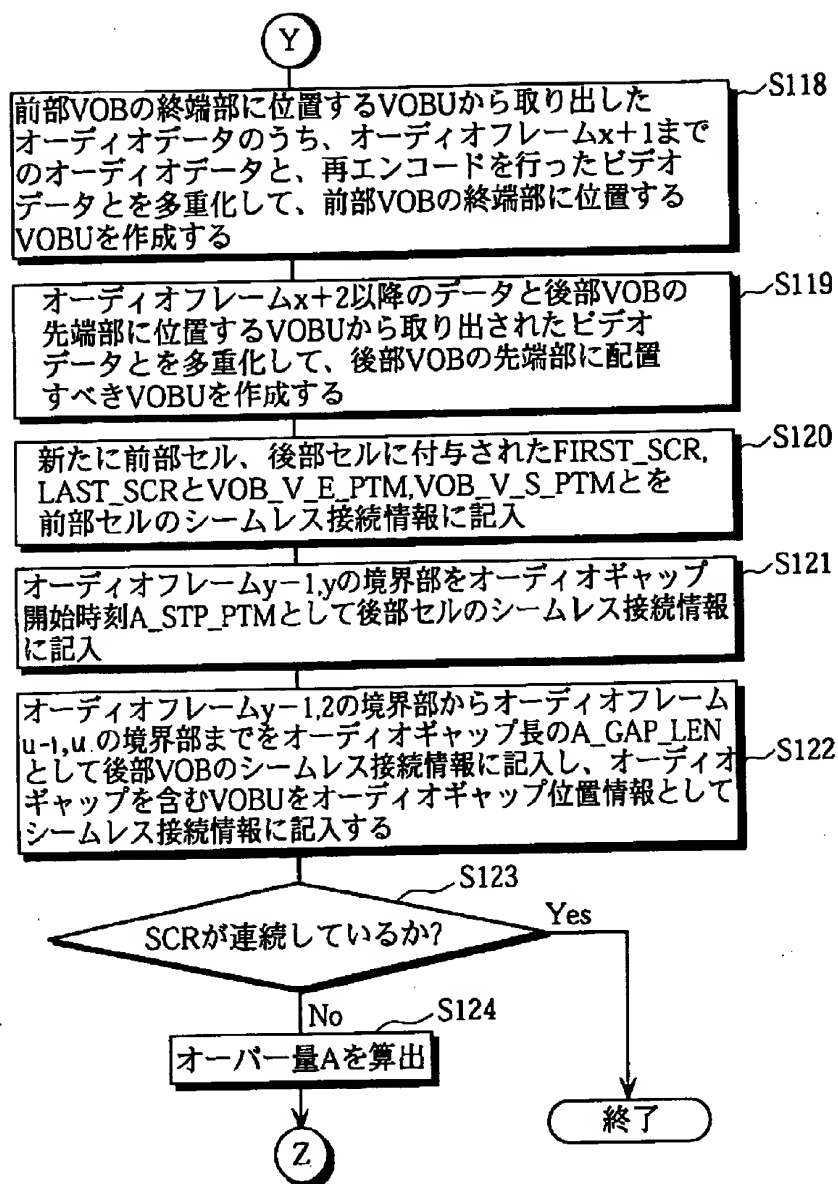 Y
S118
前部VOBの終端部に位置するVOBUから取り出した
オーディオデータのうち、オーディオフレームx+1まで
のオーディオデータと、再エンコードを行ったビデオ
データとを多重化して、前部VOBの終端部に位置する
VOBUを作成する
S119
オーディオフレームx+2以降のデータと後部VOBの
先端部に位置するVOBUから取り出されたビデオ
データとを多重化して、後部VOBの先端部に配置
すべきVOBUを作成する
S120
新たに前部セル、後部セルに付与されたFIRST_SCR,
LAST_SCRとVOB_V_E_PTM,VOB_V_S_PTMとを
前部セルのシームレス接続情報に記入
S121
オーディオフレームy-1,yの境界部をオーディオギャップ
開始時刻A_STP_PTMとして後部セルのシームレス接続情報
に記入
オーディオフレームy-1,2の境界部からオーディオフレーム
u-1,u.の境界部までをオーディオギャップ長のA_GAP_LEN
として後部VOBのシームレス接続情報に記入し、オーディオ
ギャップを含むVOBUをオーディオギャップ位置情報として
シームレス接続情報に記入する
S122
S123
SCRが連続しているか?
Yes
No
S124
オーバー量Aを算出
終了
Z